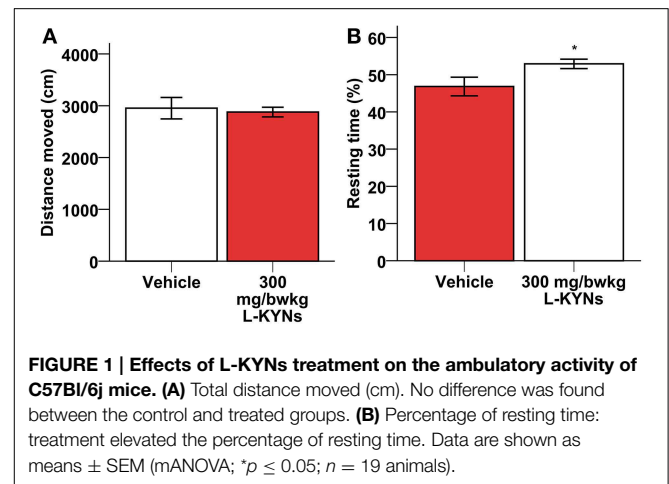 A
4000
3000
2000
1000
0
Distance moved (cm)
Vehicle
300
mg/bwkg
L-KYNs
B
*
60
50
40
30
20
10
0
Resting time (%)
Vehicle
300 mg/bwkg
L-KYNs
FIGURE 1 | Effects of L-KYNs treatment on the ambulatory activity of
C57Bl/6j mice. (A) Total distance moved (cm). No difference was found
between the control and treated groups. (B) Percentage of resting time:
treatment elevated the percentage of resting time. Data are shown as
means ± SEM (mANOVA; *p ≤ 0.05; n = 19 animals).